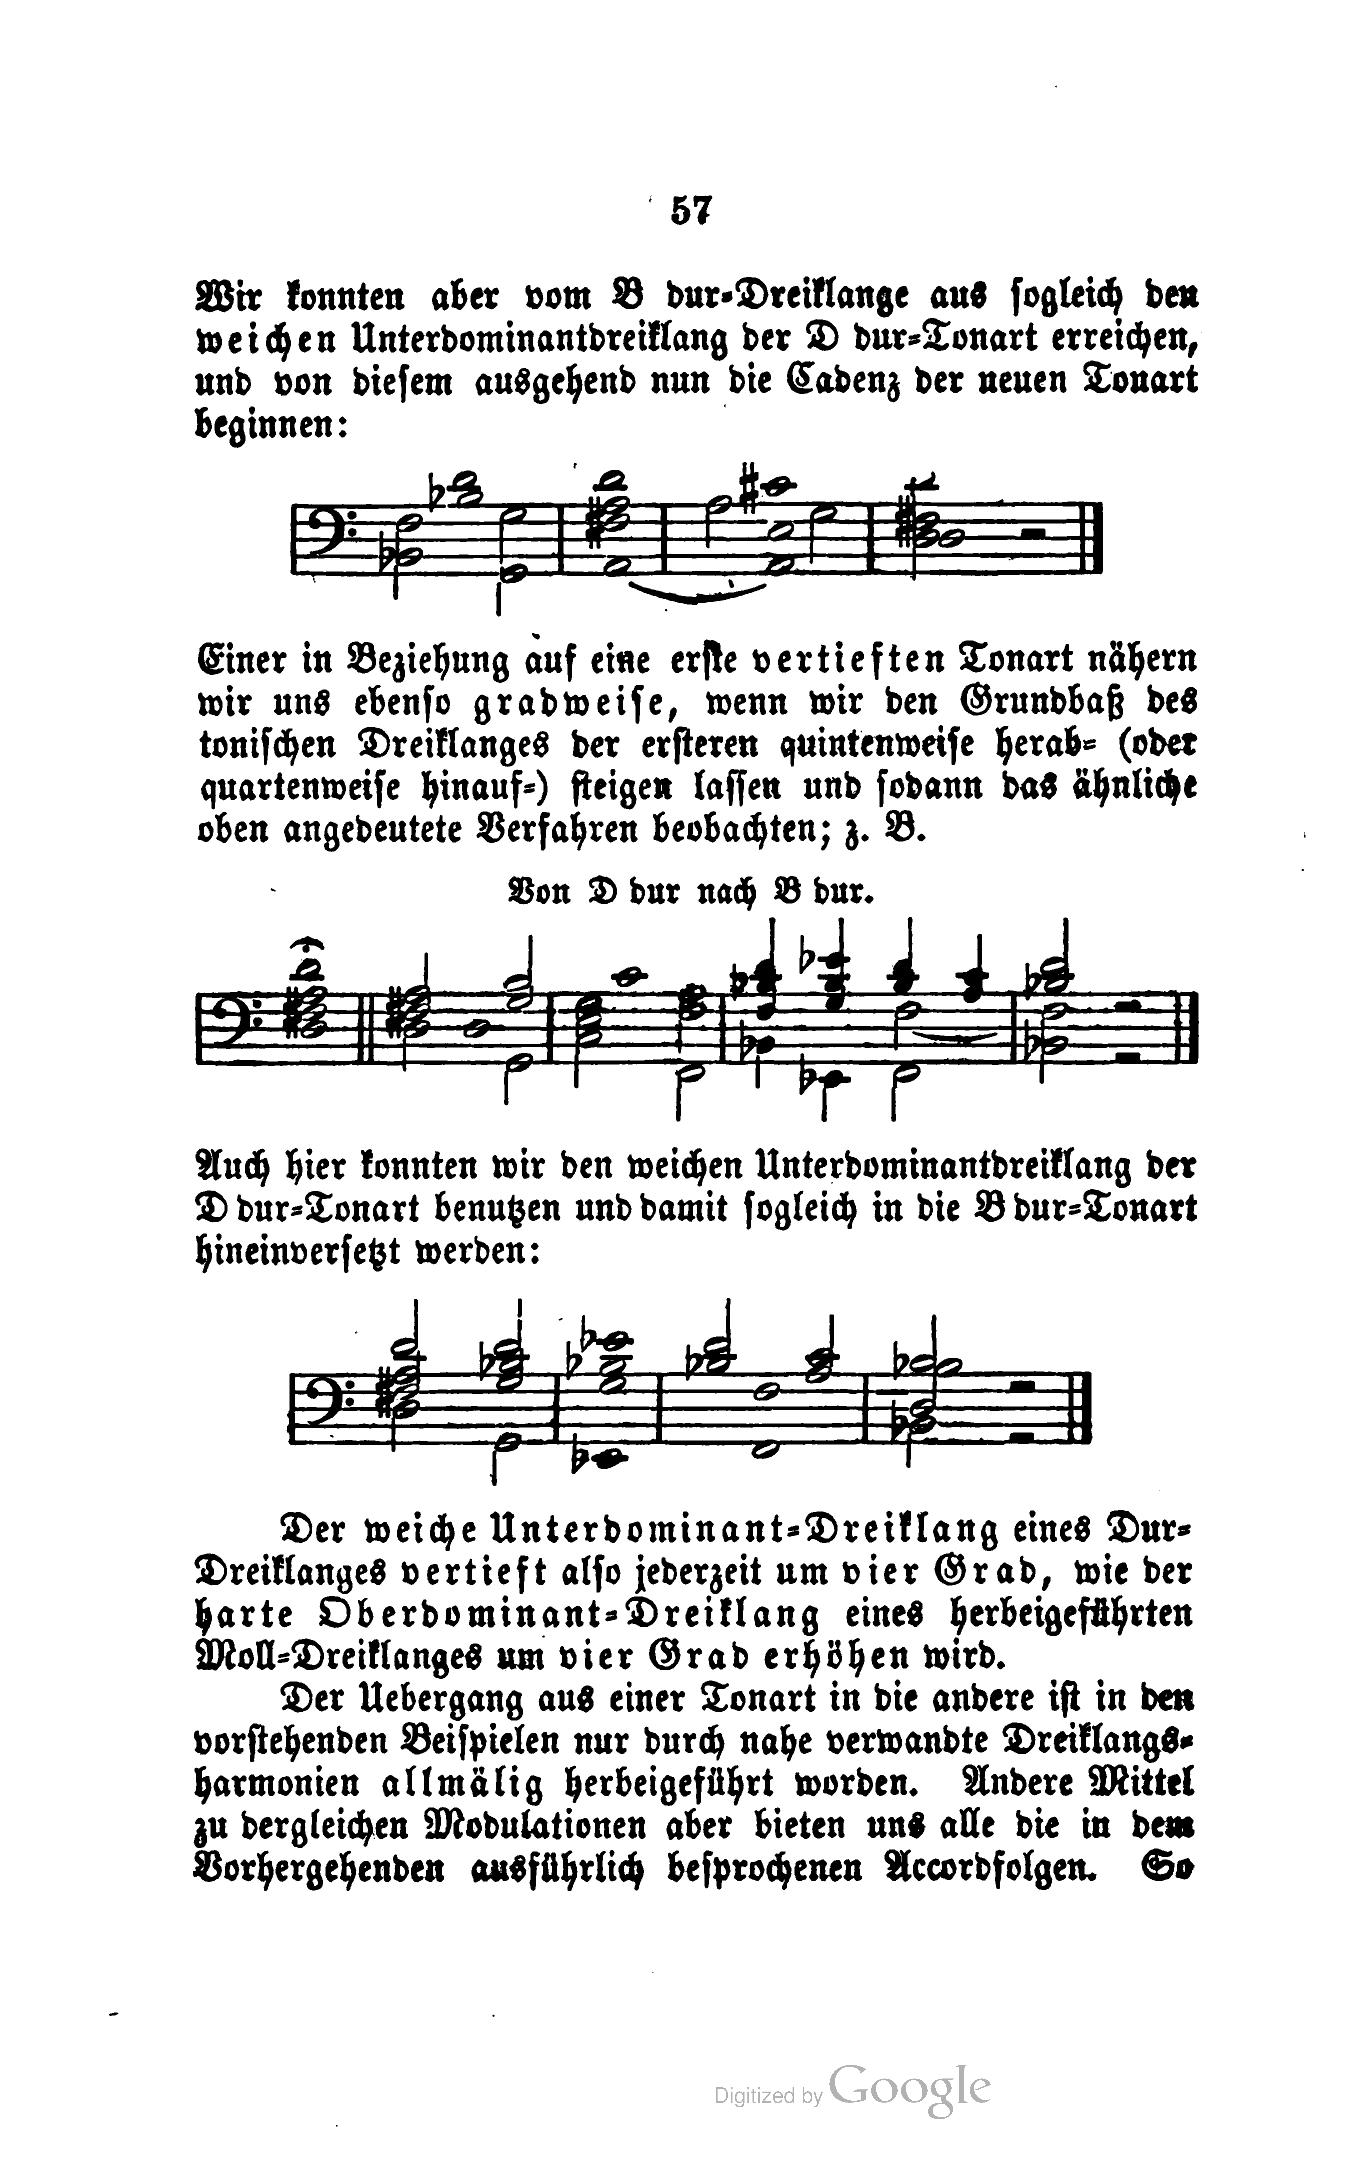 57
Wir konnten aber vom B dur-Dreiklange aus sogleich den
weichen Unterdominantdreiklang der D dur-Tonart erreichen,
und von diesem ausgehend nun die Cadenz der neuen Tonart
beginnen:
Einer in Beziehung auf eine erste vertieften Tonart nähern
wir uns ebenso gradweise, wenn wir den Grundbaß des
tonischen Dreiklanges der ersteren quintenweise herab- (oder
quartenweise hinauf-) steigen lassen und sodann das ähnliche
oben angedeutete Verfahren beobachten; z. B.
Von D dur nach B dur.
Auch hier konnten wir den weichen Unterdominantdreiklang der
D dur-Tonart benutzen und damit sogleich in die B dur-Tonart
hineinversetzt werden:
Der weiche Unterdominant-Dreiklang eines Dur-
Dreiklanges vertieft also jederzeit um vier Grad, wie der
harte Oberdominant-Dreiklang eines herbeigeführten
Moll-Dreiklanges um vier Grad erhöhen wird.
Der Uebergang aus einer Tonart in die andere ist in den
vorstehenden Beispielen nur durch nahe verwandte Dreiklangs-
harmonien allmälig herbeigeführt worden. Andere Mittel
zu dergleichen Modulationen aber bieten uns alle die in dem
Vorhergehenden ausführlich besprochenen Accordfolgen. So
Digitized by Google